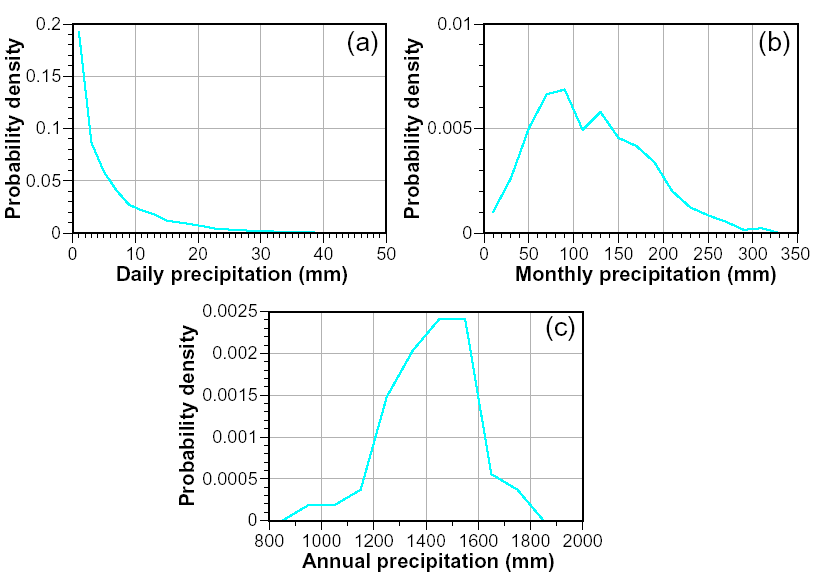 0.2
0.15
0.1
0.05
0
Probability density
(a)
0 10 20 30 40 50
Daily precipitation (mm)
0.01
0.005
0
Probability density
(b)
0 50 100 150 200 250 300 350
Monthly precipitation (mm)
0.0025
0.002
0.0015
0.001
0.0005
0
Probability density
(c)
800 1000 1200 1400 1600 1800 2000
Annual precipitation (mm)